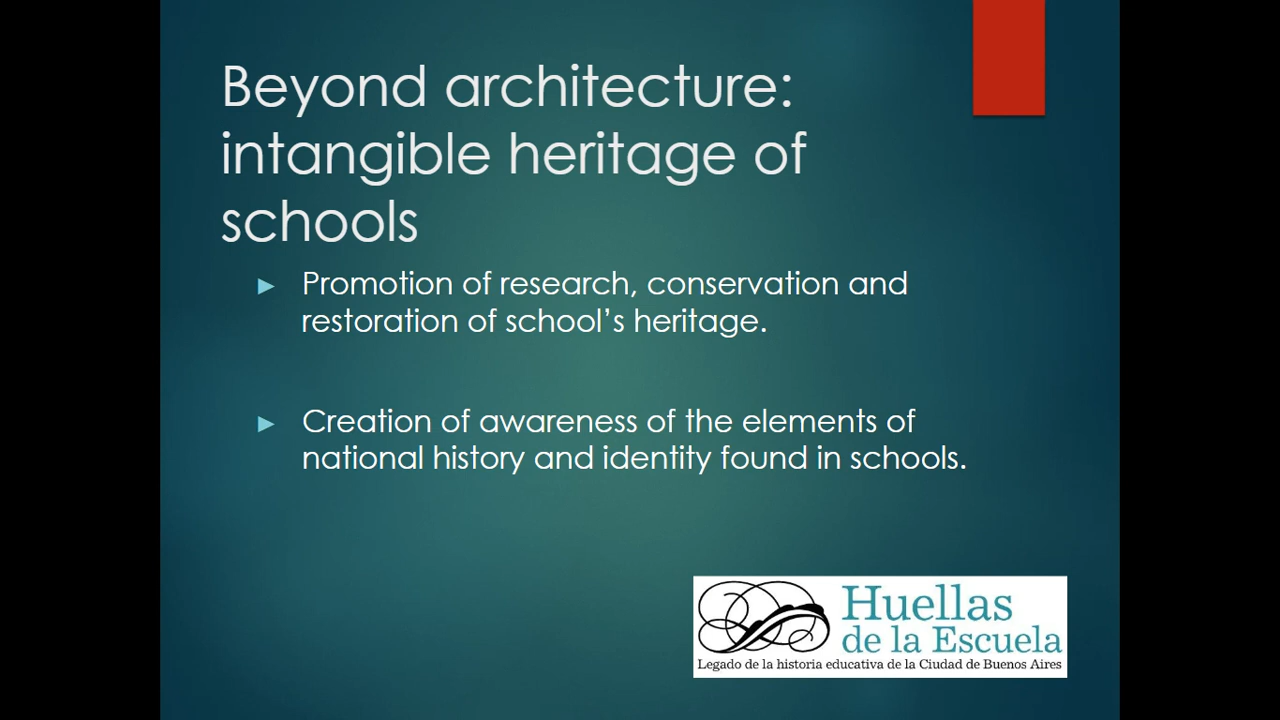 Beyond architecture:
intangible heritage of
schools
Promotion of research, conservation and
restoration of school’s heritage.
Creation of awareness of the elements of
national history and identity found in schools.
Huellas
de la Escuela
Legado de la historia educativa de la Ciudad de Buenos Aires